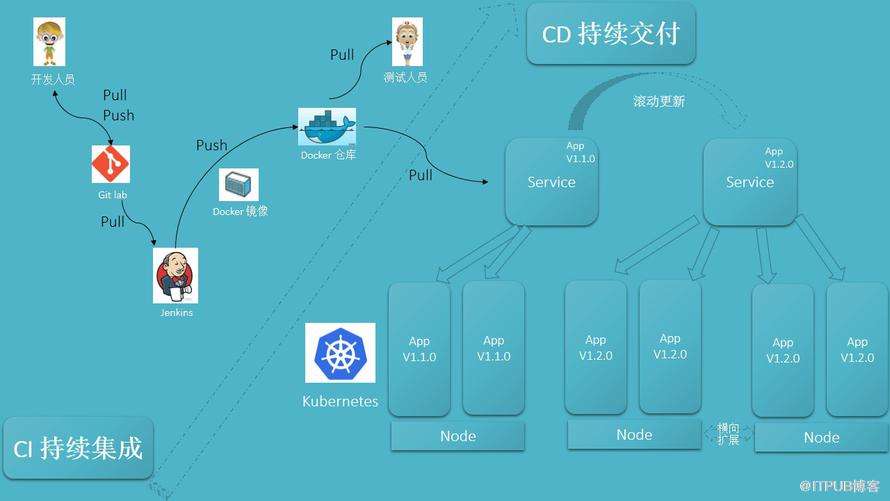 CD 持续交付
开发人员
Pull
Push
Git lab
Pull
Jenkins
Push
Docker 镜像
Docker 仓库
Pull
测试人员
Pull
滚动更新
App
V1.1.0
Service
App
V1.2.0
Service
Kubernetes
App
V1.1.0
App
V1.1.0
Node
App
V1.2.0
App
V1.2.0
Node
横向
扩展
App
V1.2.0
App
V1.2.0
Node
CI 持续集成
@ITPUB博客